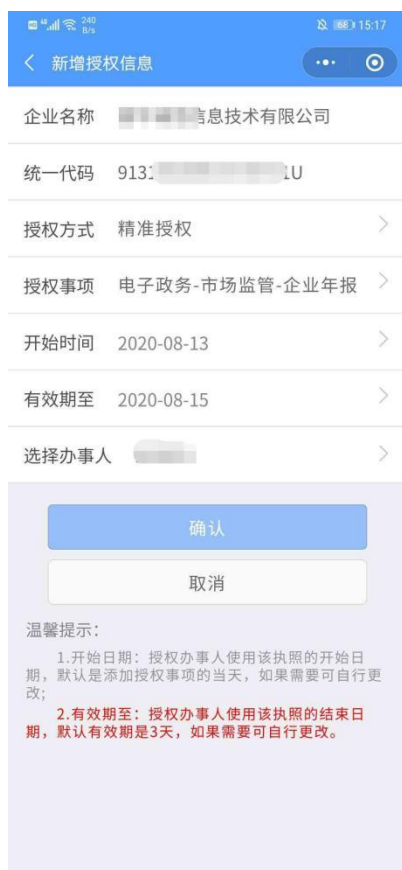 HD 46 240 B/s 68 15:17
新增授权信息
企业名称 信息技术有限公司
统一代码 913 1U
授权方式 精准授权
授权事项 电子政务-市场监管-企业年报
开始时间 2020-08-13
有效期至 2020-08-15
选择办事人
确认
取消
温馨提示：
1.开始日期：授权办事人使用该执照的开始日
期，默认是添加授权事项的当天，如果需要可自行更
改;
2.有效期至：授权办事人使用该执照的结束日
期，默认有效期是3天，如果需要可自行更改。